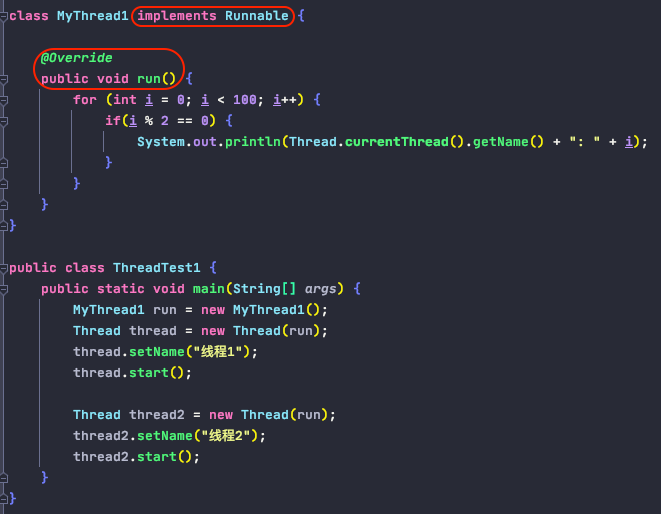 class MyThread1 implements Runnable {
@Override
public void run() {
for (int i = 0; i < 100; i++) {
if(i % 2 == 0) {
System.out.println(Thread.currentThread().getName() + ": " + i);
}
}
}
}
public class ThreadTest1 {
public static void main(String[] args) {
MyThread1 run = new MyThread1();
Thread thread = new Thread(run);
thread.setName("线程1");
thread.start();
Thread thread2 = new Thread(run);
thread2.setName("线程2");
thread2.start();
}
}